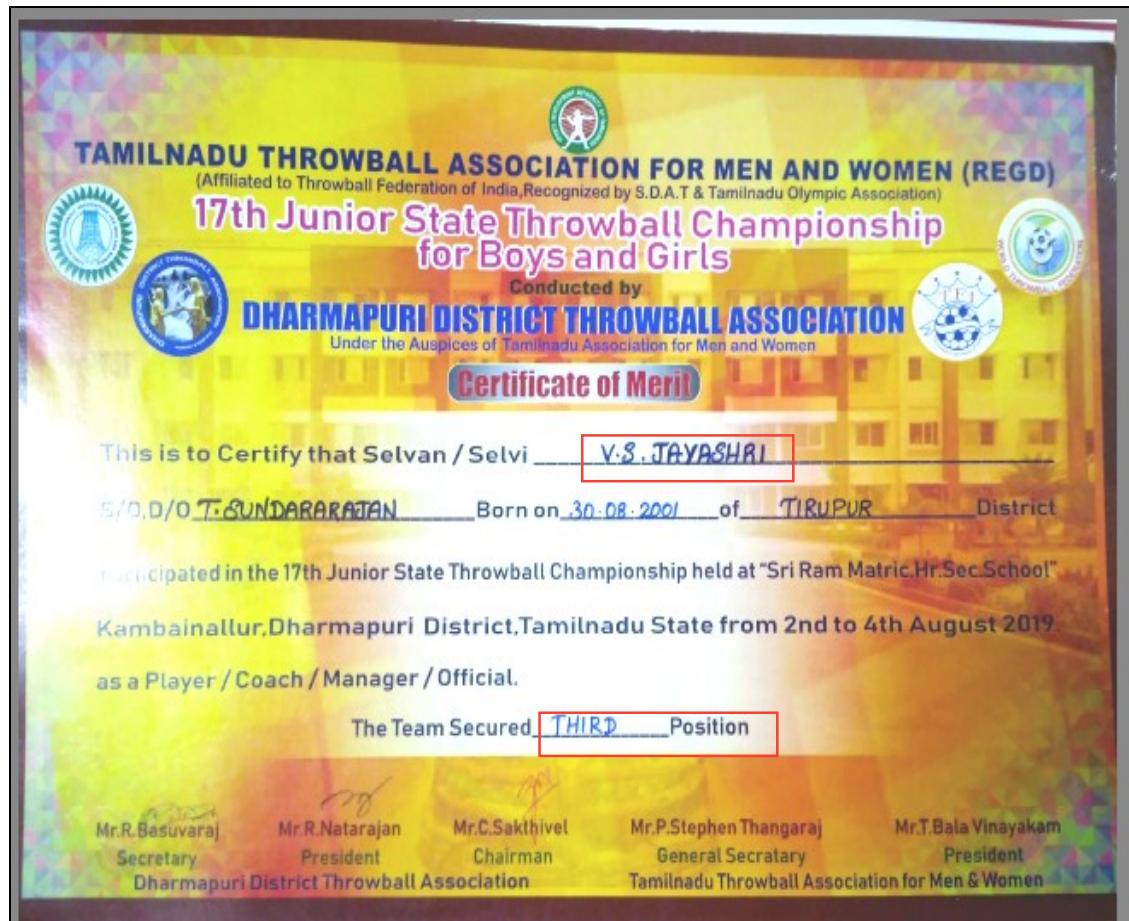 TAMILNADU THROWBALL ASSOCIATION FOR MEN AND WOMEN (REGD)
(Affiliated to Throwball Federation of India,Recognized by S.D.A.T & Tamilnadu Olympic Association)
17th Junior State Throwball Championship
for Boys and Girls
Conducted by
DHARMAPURI DISTRICT THROWBALL ASSOCIATION
Under the Auspices of Tamilnadu Association for Men and Women
Certificate of Merit
This is to Certify that Selvan / Selvi V.S. JAYASHRI
S/O,D/O T. SUNDARARAJAN Born on 30.08.2001 of TIRUPUR District
participated in the 17th Junior State Throwball Championship held at "Sri Ram Matric.Hr.Sec.School"
Kambainallur,Dharmapuri District,Tamilnadu State from 2nd to 4th August 2019.
as a Player / Coach / Manager / Official.
The Team Secured THIRD Position
Mr.R.Basuvaraj Mr.R.Natarajan Mr.C.Sakthivel Mr.P.Stephen Thangaraj Mr.T.Bala Vinayakam
Secretary President Chairman General Secratary President
Dharmapuri District Throwball Association Tamilnadu Throwball Association for Men & Women